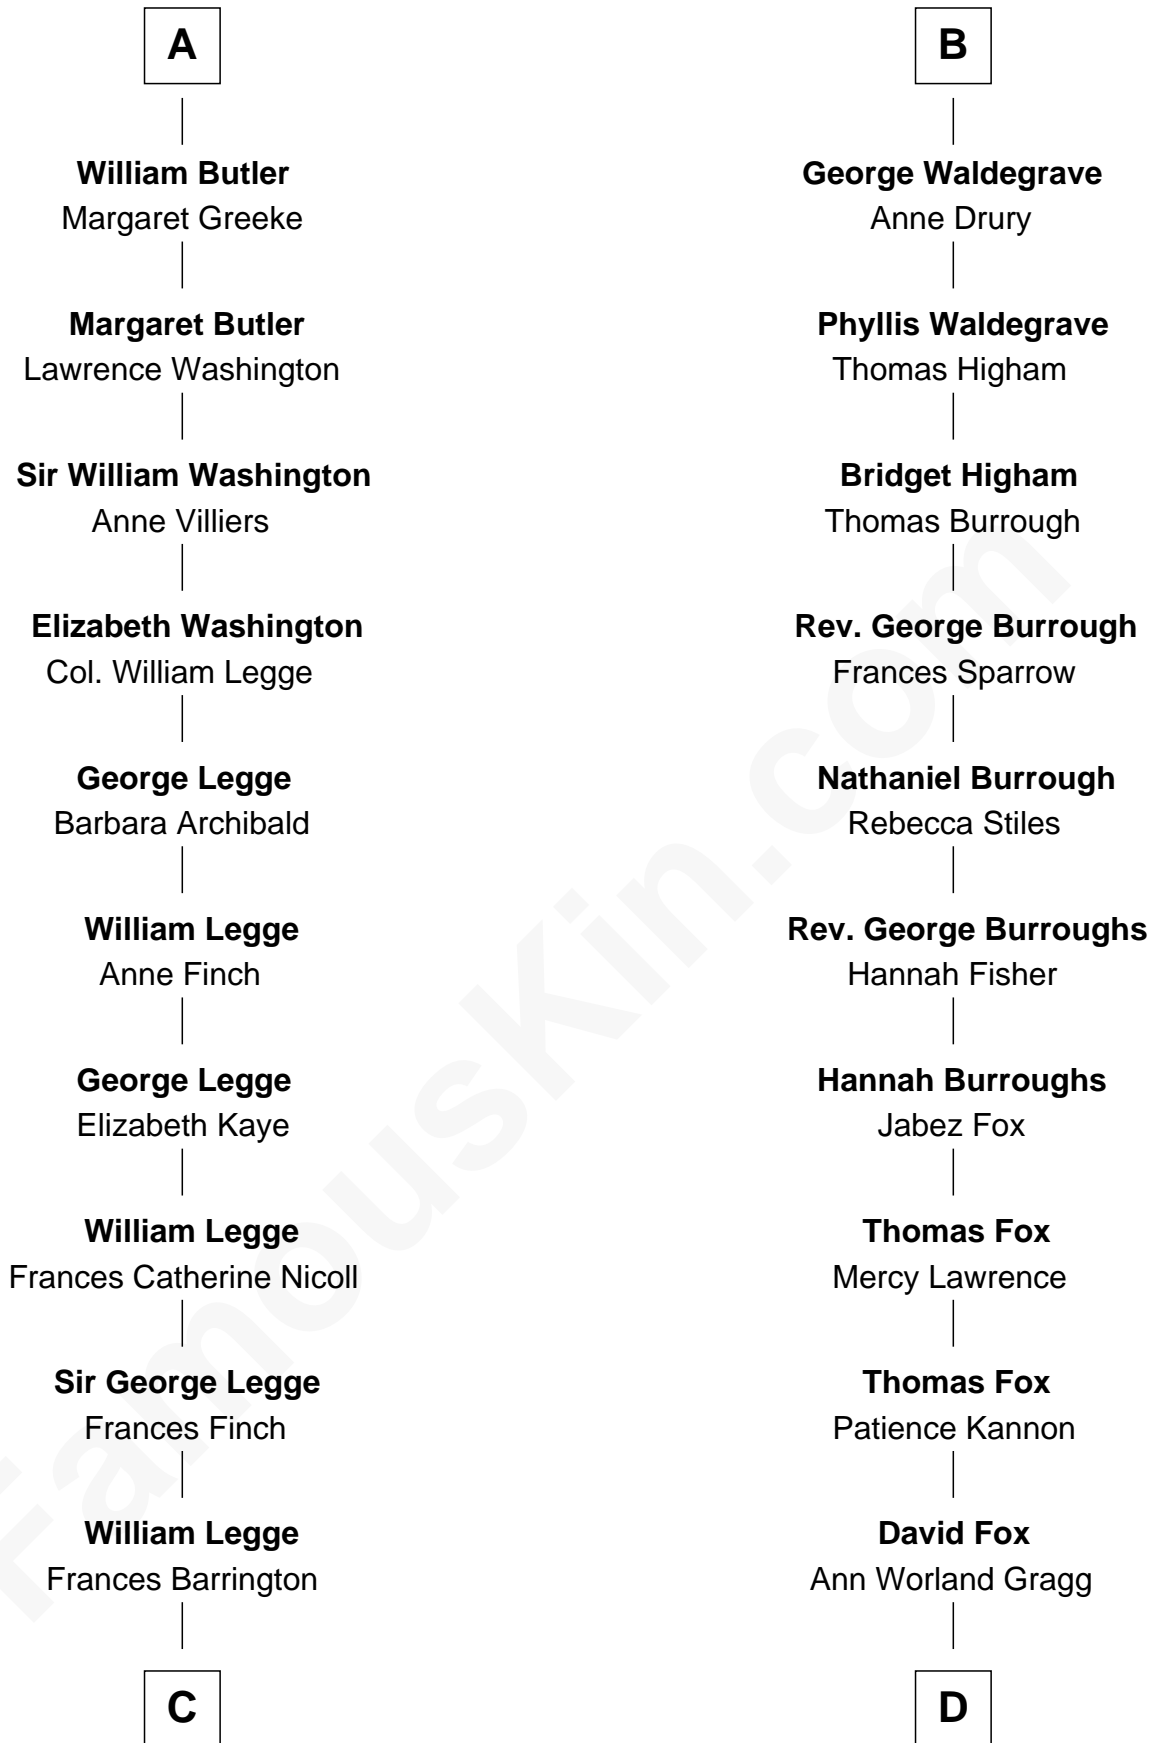 A
William Butler
Margaret Greeke
Margaret Butler
Lawrence Washington
Sir William Washington
Anne Villiers
Elizabeth Washington
Col. William Legge
George Legge
Barbara Archibald
William Legge
Anne Finch
George Legge
Elizabeth Kaye
William Legge
Frances Catherine Nicoll
Sir George Legge
Frances Finch
William Legge
Frances Barrington
C
B
George Waldegrave
Anne Drury
Phyllis Waldegrave
Thomas Higham
Bridget Higham
Thomas Burrough
Rev. George Burrough
Frances Sparrow
Nathaniel Burrough
Rebecca Stiles
Rev. George Burroughs
Hannah Fisher
Hannah Burroughs
Jabez Fox
Thomas Fox
Mercy Lawrence
Thomas Fox
Patience Kannon
David Fox
Ann Worland Gragg
D
FamousKin.com